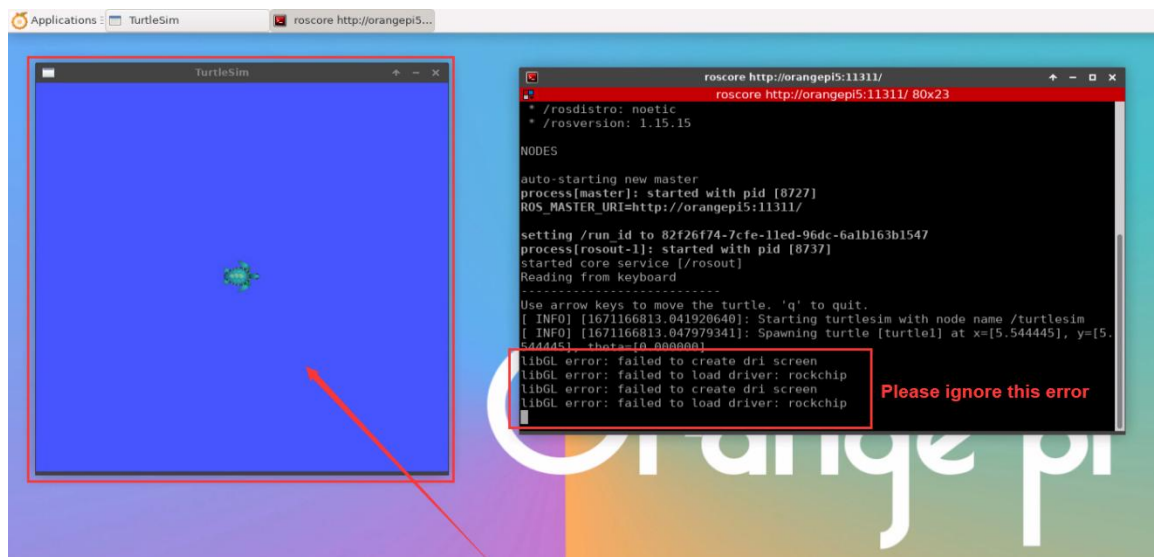 Applications
TurtleSim
roscore http://orangepi5...
TurtleSim
roscore http://orangepi5:11311/
roscore http://orangepi5:11311/ 80x23
* /rosdistro: noetic
* /rosversion: 1.15.15
NODES
auto-starting new master
process[master]: started with pid [8727]
ROS_MASTER_URI=http://orangepi5:11311/
setting /run_id to 82f26f74-7cfe-11ed-96dc-6a1b163b1547
process[rosout-1]: started with pid [8737]
started core service [/rosout]
Reading from keyboard
---------------------------
Use arrow keys to move the turtle. 'q' to quit.
[ INFO] [1671166813.041920640]: Starting turtlesim with node name /turtlesim
[ INFO] [1671166813.047979341]: Spawning turtle [turtle1] at x=[5.544445], y=[5.
544445], theta=[0.000000]
libGL error: failed to create dri screen
libGL error: failed to load driver: rockchip
libGL error: failed to create dri screen
libGL error: failed to load driver: rockchip
Please ignore this error
Orange pi